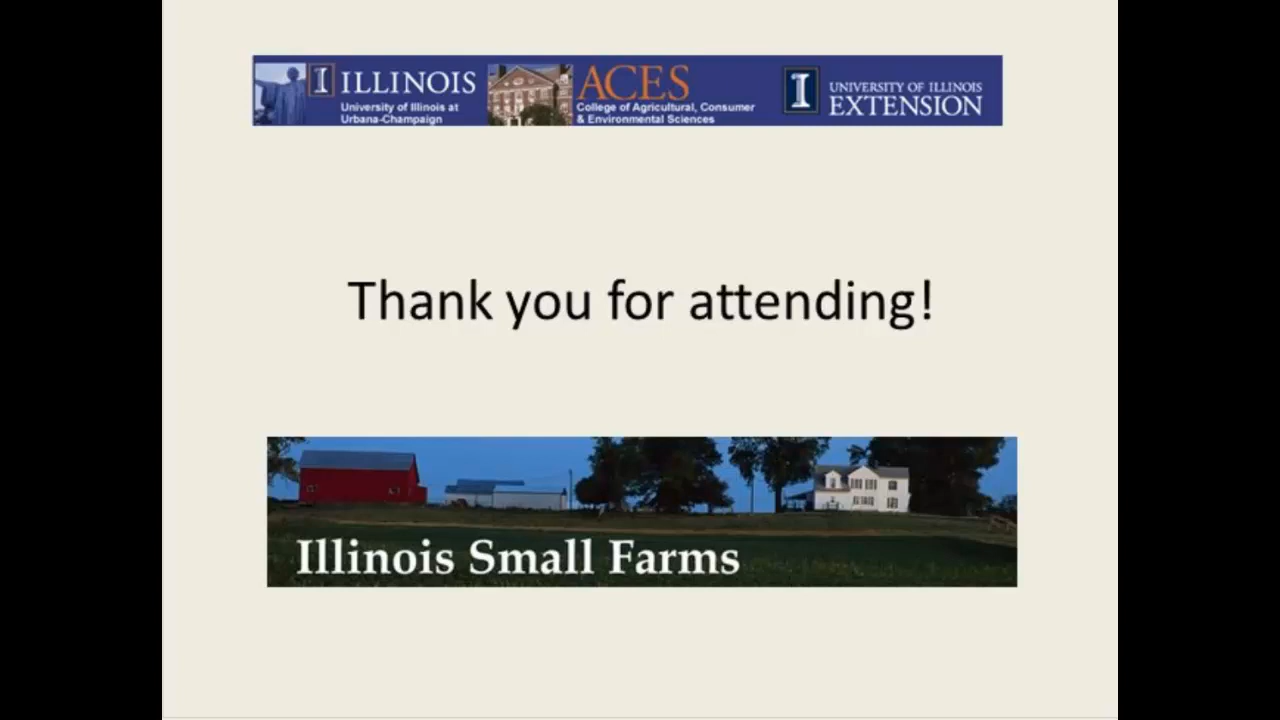 I ILLINOIS
University of Illinois at
Urbana-Champaign
ACES
College of Agricultural, Consumer
& Environmental Sciences
I UNIVERSITY OF ILLINOIS
EXTENSION
Thank you for attending!
Illinois Small Farms